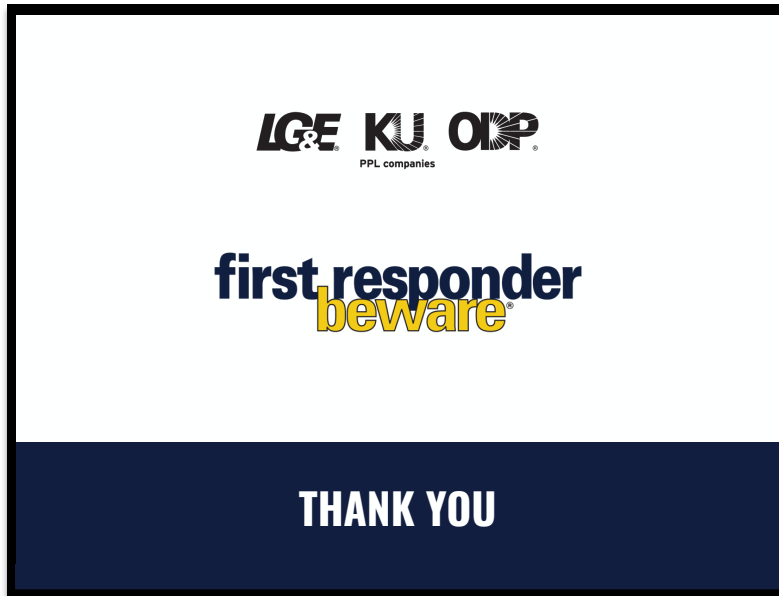 LG&E® KU® ODP®
PPL companies
first responder
beware®
THANK YOU